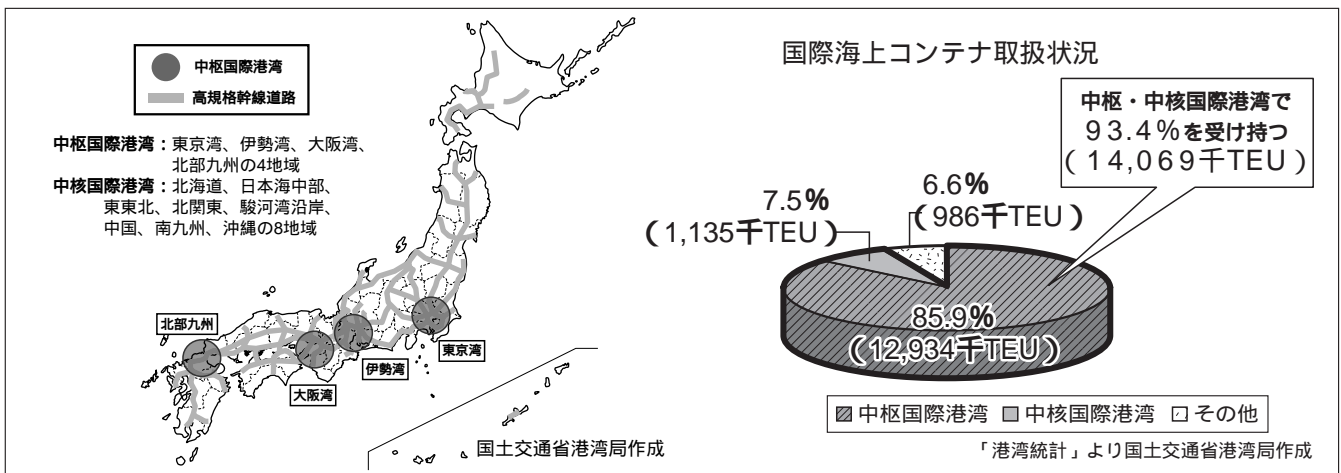 中枢国際港湾
高規格幹線道路
中枢国際港湾：東京湾、伊勢湾、大阪湾、
北部九州の4地域
中核国際港湾：北海道、日本海中部、
東東北、北関東、駿河湾沿岸、
中国、南九州、沖縄の8地域
北部九州
大阪湾
伊勢湾
東京湾
国土交通省港湾局作成
国際海上コンテナ取扱状況
中枢・中核国際港湾で
93.4%を受け持つ
(14,069千TEU)
7.5%
(1,135千TEU)
6.6%
(986千TEU)
85.9%
(12,934千TEU)
中枢国際港湾 中核国際港湾 その他
「港湾統計」より国土交通省港湾局作成